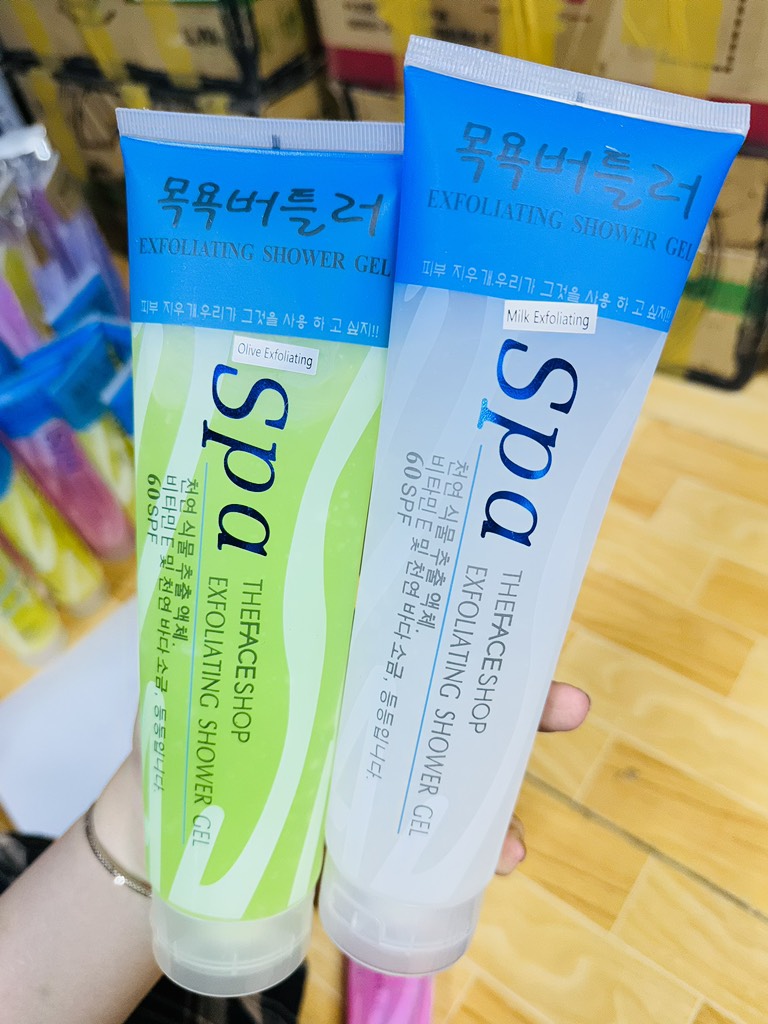 목욕버틀러
EXFOLIATING SHOWER GEL
피부 지우개,우리가 그것을 사용 하 고 싶지!!
Olive Exfoliating
Spa
THEFACESHOP
EXFOLIATING SHOWER GEL
천연 식물 추출 액체.
비타민 E 및 천연 바다 소금, 등등입니다.
60SPF
목욕버틀러
EXFOLIATING SHOWER GEL
피부 지우개,우리가 그것을 사용 하 고 싶지!!
Milk Exfoliating
Spa
THEFACESHOP
EXFOLIATING SHOWER GEL
천연 식물 추출 액체.
비타민 E 및 천연 바다 소금, 등등입니다.
60SPF